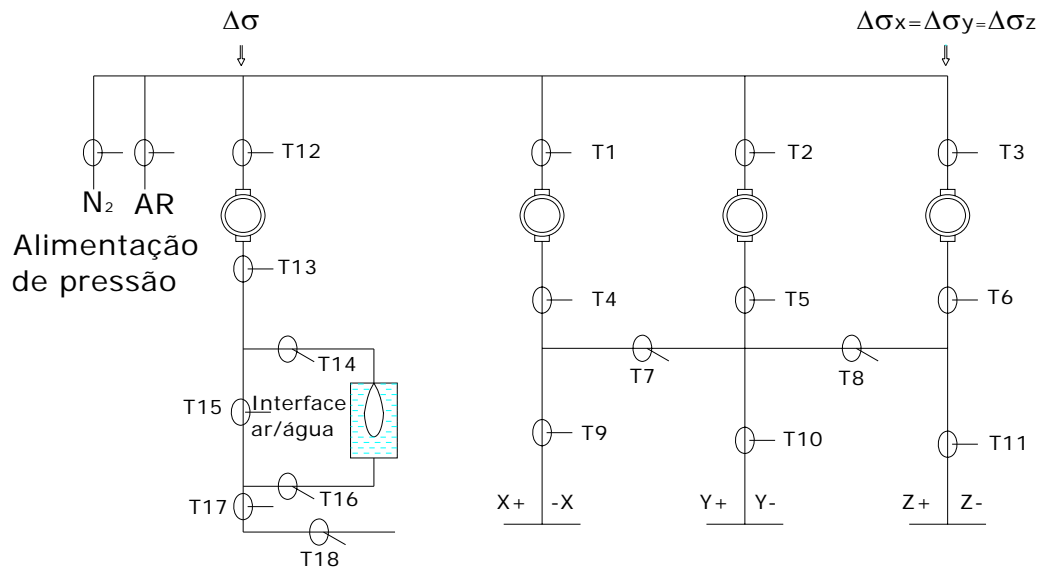 Δσ
Δσx=Δσy=Δσz
T12
T1
T2
T3
N₂ AR
Alimentação
de pressão
T13
T4
T5
T6
T14
T7
T8
T15
Interface
ar/água
T9
T10
T11
T16
T17
X+ -X
Y+ Y-
Z+ Z-
T18